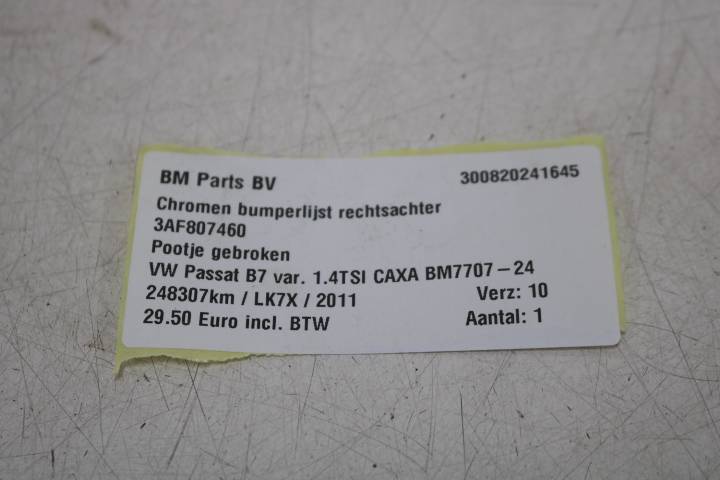 BM Parts BV 300820241645
Chromen bumperlijst rechtsachter
3AF807460
Pootje gebroken
VW Passat B7 var. 1.4TSI CAXA BM7707-24
248307km / LK7X / 2011 Verz: 10
29.50 Euro incl. BTW Aantal: 1